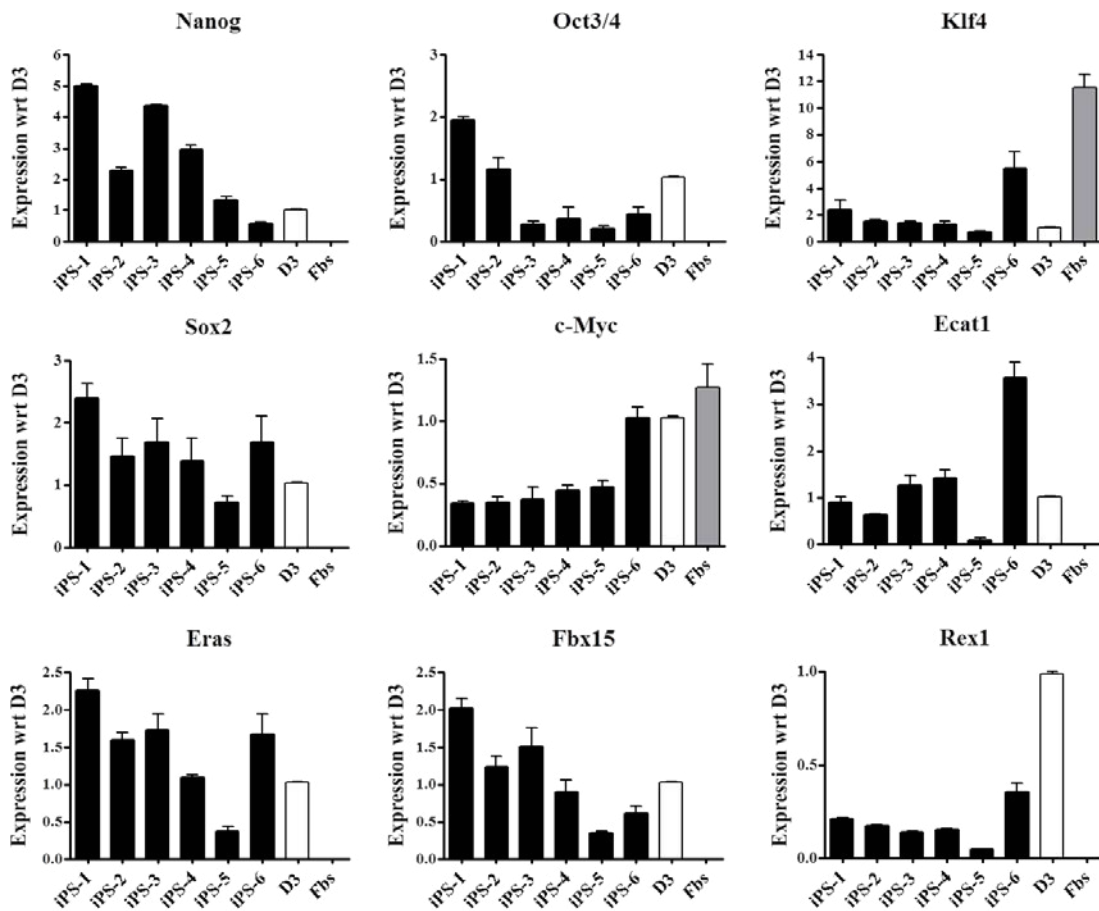 Nanog
Expression wrt D3
6
5
4
3
2
1
0
iPS-1 iPS-2 iPS-3 iPS-4 iPS-5 iPS-6 D3 Fbs
Oct3/4
Expression wrt D3
3
2
1
0
iPS-1 iPS-2 iPS-3 iPS-4 iPS-5 iPS-6 D3 Fbs
Klf4
Expression wrt D3
14
12
10
8
6
4
2
0
iPS-1 iPS-2 iPS-3 iPS-4 iPS-5 iPS-6 D3 Fbs
Sox2
Expression wrt D3
3
2
1
0
iPS-1 iPS-2 iPS-3 iPS-4 iPS-5 iPS-6 D3 Fbs
c-Myc
Expression wrt D3
1.5
1.0
0.5
0.0
iPS-1 iPS-2 iPS-3 iPS-4 iPS-5 iPS-6 D3 Fbs
Ecat1
Expression wrt D3
4
3
2
1
0
iPS-1 iPS-2 iPS-3 iPS-4 iPS-5 iPS-6 D3 Fbs
Eras
Expression wrt D3
2.5
2.0
1.5
1.0
0.5
0.0
iPS-1 iPS-2 iPS-3 iPS-4 iPS-5 iPS-6 D3 Fbs
Fbx15
Expression wrt D3
2.5
2.0
1.5
1.0
0.5
0.0
iPS-1 iPS-2 iPS-3 iPS-4 iPS-5 iPS-6 D3 Fbs
Rex1
Expression wrt D3
1.0
0.5
0.0
iPS-1 iPS-2 iPS-3 iPS-4 iPS-5 iPS-6 D3 Fbs